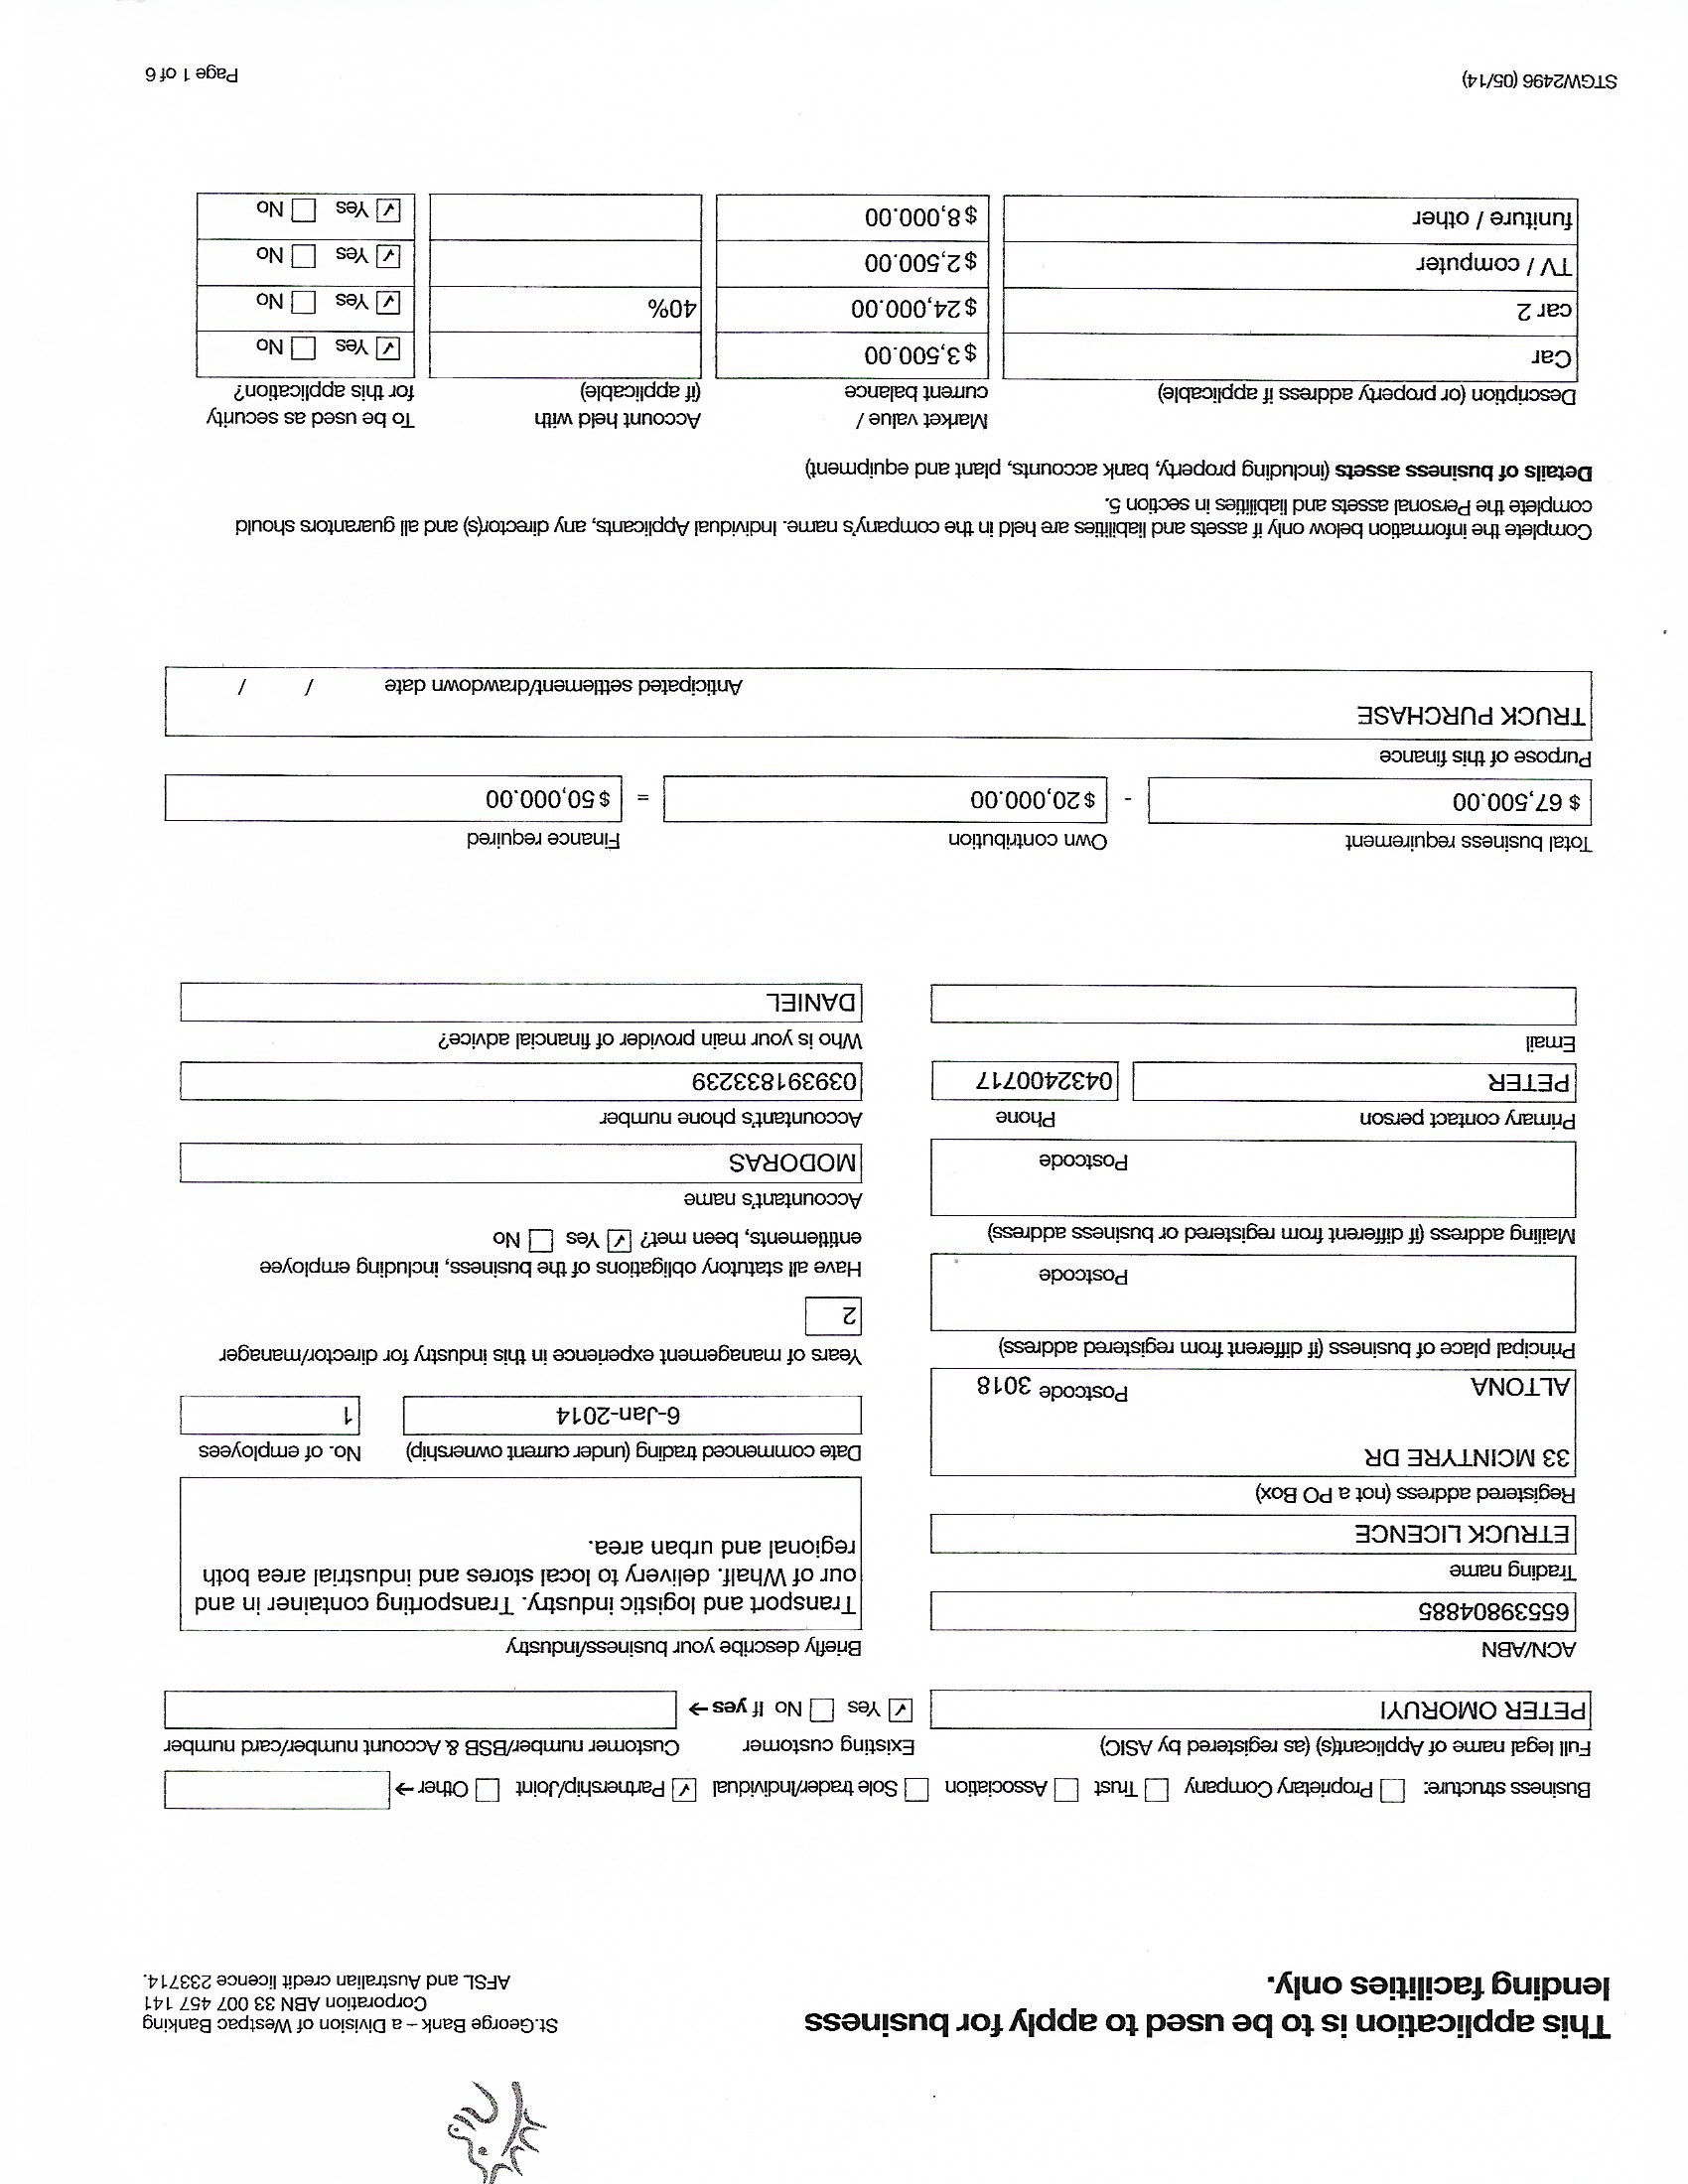 This application is to be used to apply for business
lending facilities only.
St.George Bank – a Division of Westpac Banking
Corporation ABN 33 007 457 141
AFSL and Australian credit licence 233714.
Business structure: Proprietary Company Trust Association Sole trader/Individual ✓ Partnership/Joint Other →
Full legal name of Applicant(s) (as registered by ASIC)
PETER OMORUYI
Existing customer
✓ Yes No If yes →
Customer number/BSB & Account number/card number
ACN/ABN
65539804885
Trading name
ETRUCK LICENCE
Registered address (not a PO Box)
33 MCINTYRE DR
ALTONA Postcode 3018
Principal place of business (if different from registered address)
Postcode
Mailing address (if different from registered or business address)
Postcode
Primary contact person Phone
PETER 0432400717
Email
Briefly describe your business/industry
Transport and logistic industry. Transporting container in and
our of Whalf. delivery to local stores and industrial area both
regional and urban area.
Date commenced trading (under current ownership) No. of employees
6-Jan-2014 1
Years of management experience in this industry for director/manager
2
Have all statutory obligations of the business, including employee
entitlements, been met? ✓ Yes No
Accountant's name
MODORAS
Accountant's phone number
039391833239
Who is your main provider of financial advice?
DANIEL
Total business requirement Own contribution Finance required
$ 67,500.00 - $ 20,000.00 = $ 50,000.00
Purpose of this finance
TRUCK PURCHASE
Anticipated settlement/drawdown date / /
Complete the information below only if assets and liabilities are held in the company's name. Individual Applicants, any director(s) and all guarantors should
complete the Personal assets and liabilities in section 5.
Details of business assets (including property, bank accounts, plant and equipment)
Description (or property address if applicable)
Market value /
current balance
Account held with
(if applicable)
To be used as security
for this application?
Car $ 3,500.00 ✓ Yes No
car 2 $ 24,000.00 40% ✓ Yes No
TV / computer $ 2,500.00 ✓ Yes No
funiture / other $ 8,000.00 ✓ Yes No
STGW2496 (05/14) Page 1 of 6